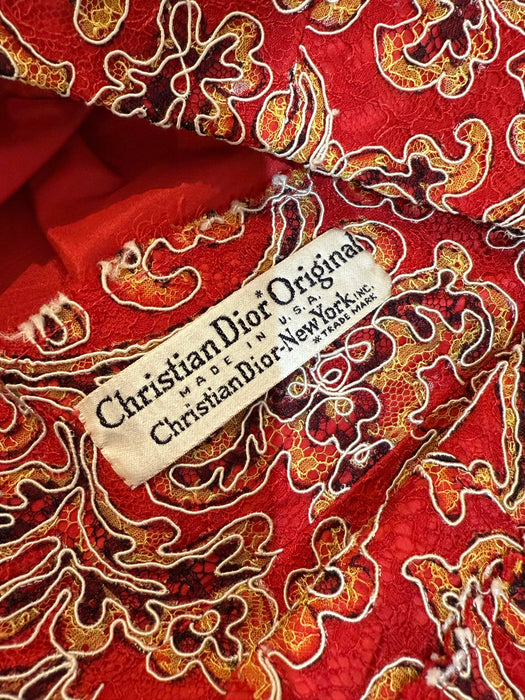 Christian Dior* Original
MADE IN U.S.A.
Christian Dior-New York, INC.
*TRADE MARK